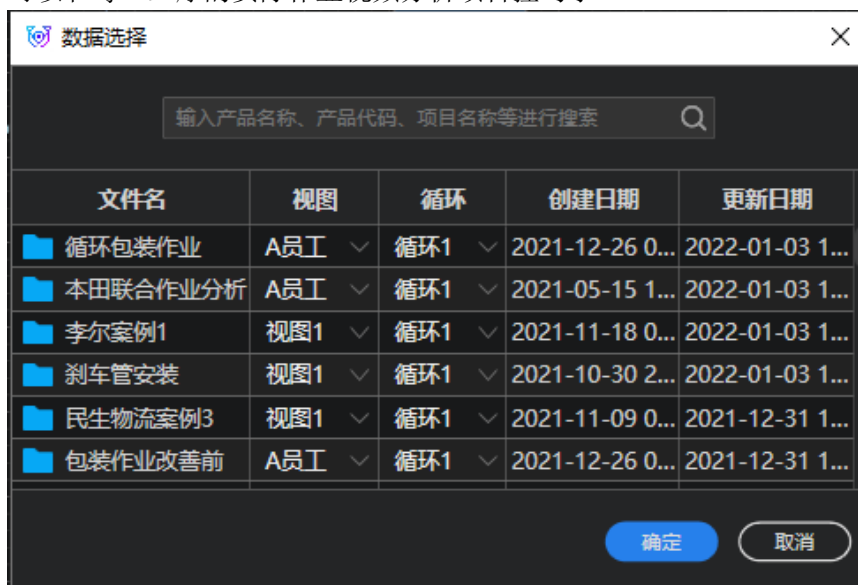 数据选择
输入产品名称、产品代码、项目名称等进行搜索
文件名 视图 循环 创建日期 更新日期
循环包装作业 A员工 循环1 2021-12-26 0... 2022-01-03 1...
本田联合作业分析 A员工 循环1 2021-05-15 1... 2022-01-03 1...
李尔案例1 视图1 循环1 2021-11-18 0... 2022-01-03 1...
刹车管安装 视图1 循环1 2021-10-30 2... 2022-01-03 1...
民生物流案例3 视图1 循环1 2021-11-09 0... 2021-12-31 1...
包装作业改善前 A员工 循环1 2021-12-26 0... 2021-12-31 1...
确定 取消